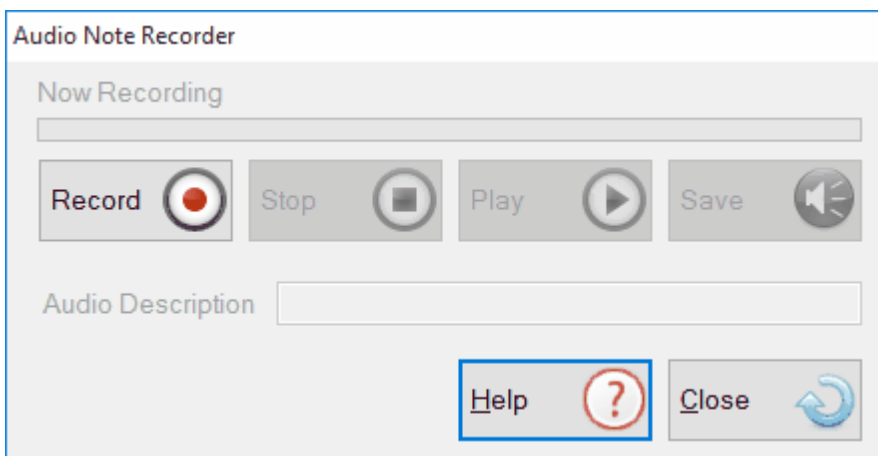 Audio Note Recorder
Now Recording
Record Stop Play Save
Audio Description
Help ? Close